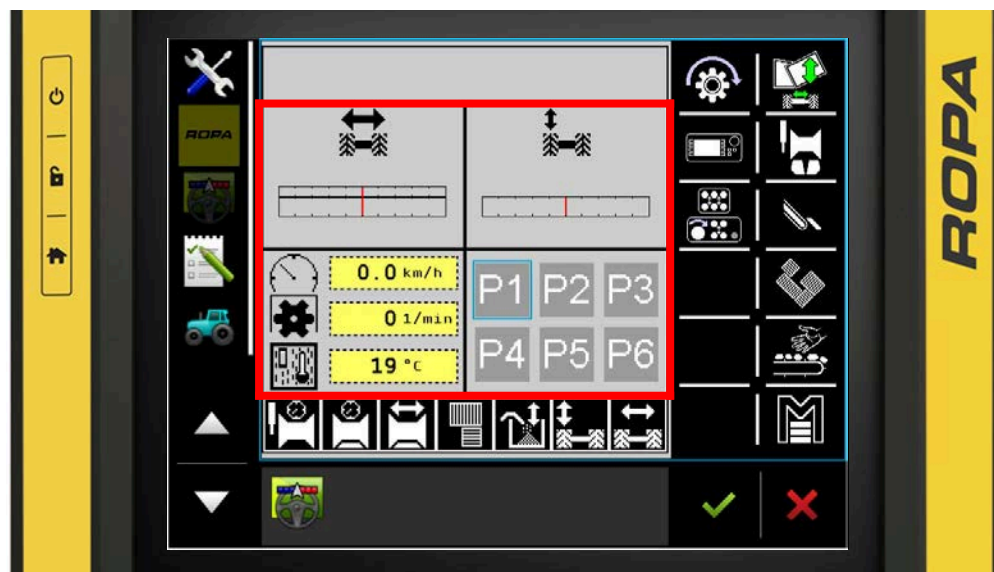 ROPA
0.0 km/h
0 1/min
19 °C
P1 P2 P3
P4 P5 P6
ROPA